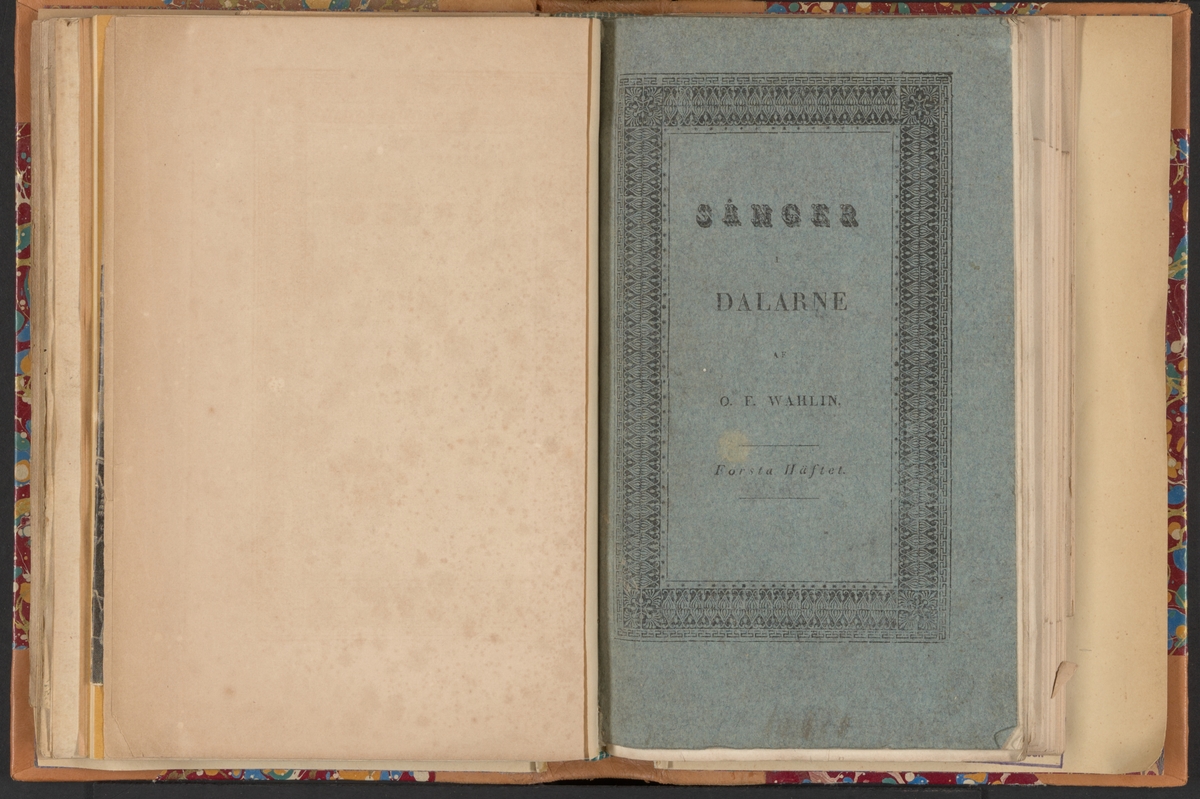 SÅNGER
I
DALARNE
AF
O. F. WAHLIN.
Första Häftet.